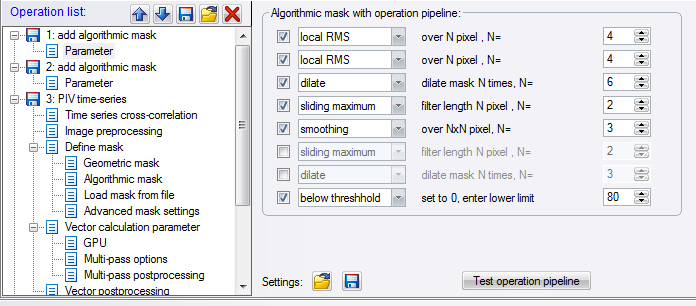 Operation list:
1: add algorithmic mask
Parameter
2: add algorithmic mask
Parameter
3: PIV time-series
Time series cross-correlation
Image preprocessing
Define mask
Geometric mask
Algorithmic mask
Load mask from file
Advanced mask settings
Vector calculation parameter
GPU
Multi-pass options
Multi-pass postprocessing
Vector postprocessing
Algorithmic mask with operation pipeline:
local RMS over N pixel , N= 4
local RMS over N pixel , N= 4
dilate dilate mask N times, N= 6
sliding maximum filter length N pixel , N= 2
smoothing over NxN pixel, N= 3
sliding maximum filter length N pixel , N= 2
dilate dilate mask N times, N= 3
below threshhold set to 0, enter lower limit 80
Settings: Test operation pipeline